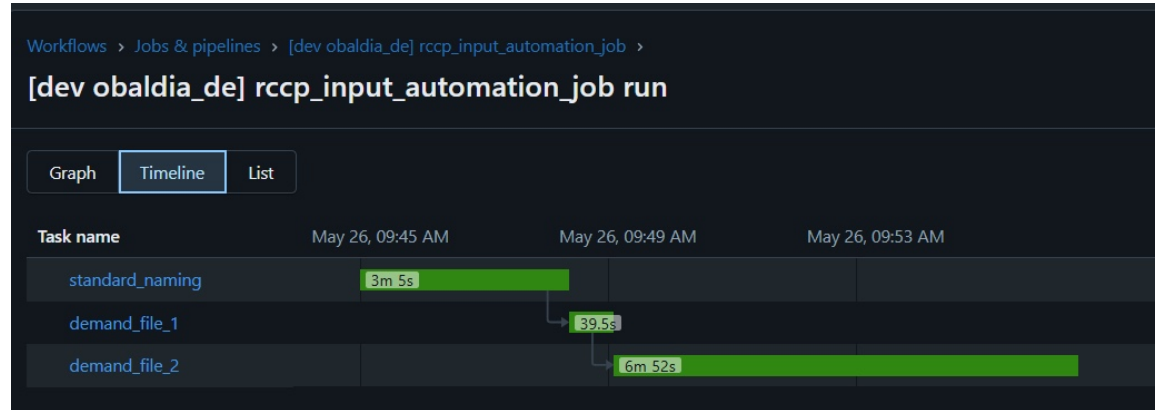 Workflows › Jobs & pipelines › [dev obaldia_de] rccp_input_automation_job ›
[dev obaldia_de] rccp_input_automation_job run
Graph Timeline List
Task name May 26, 09:45 AM May 26, 09:49 AM May 26, 09:53 AM
standard_naming 3m 5s
demand_file_1 39.5s
demand_file_2 6m 52s